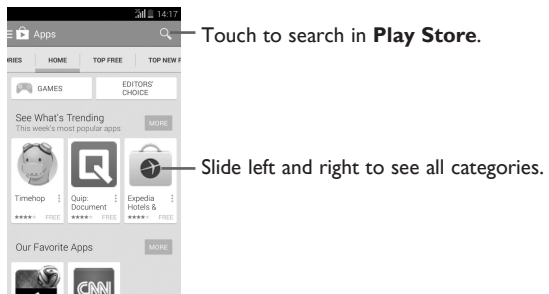 14:17
Apps
Touch to search in Play Store.
RIES HOME TOP FREE TOP NEW F
GAMES EDITORS'
CHOICE
See What's Trending
This week's most popular apps
MORE
Slide left and right to see all categories.
Timehop Quip: Expedia
Document Hotels &
FREE FREE FREE
Our Favorite Apps MORE
CNN